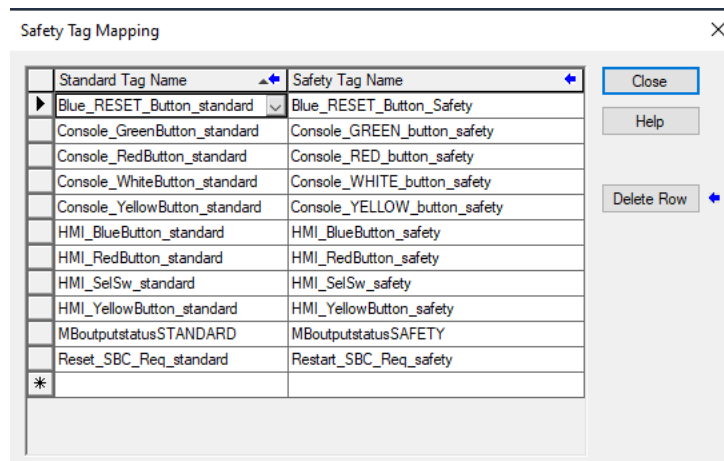 Safety Tag Mapping
Standard Tag Name Safety Tag Name
Blue_RESET_Button_standard Blue_RESET_Button_Safety
Console_GreenButton_standard Console_GREEN_button_safety
Console_RedButton_standard Console_RED_button_safety
Console_WhiteButton_standard Console_WHITE_button_safety
Console_YellowButton_standard Console_YELLOW_button_safety
HMI_BlueButton_standard HMI_BlueButton_safety
HMI_RedButton_standard HMI_RedButton_safety
HMI_SelSw_standard HMI_SelSw_safety
HMI_YellowButton_standard HMI_YellowButton_safety
MBoutputstatusSTANDARD MBoutputstatusSAFETY
Reset_SBC_Req_standard Restart_SBC_Req_safety
Close
Help
Delete Row